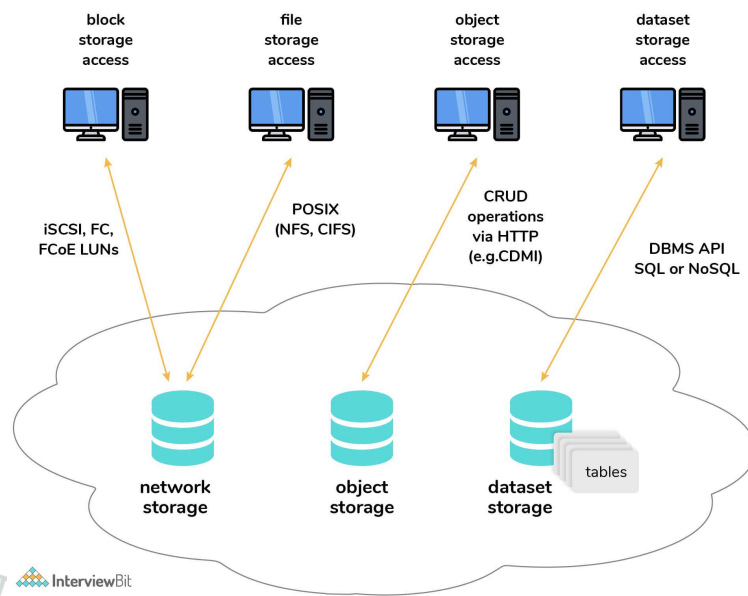 block
storage
access
file
storage
access
object
storage
access
dataset
storage
access
iSCSI, FC,
FCoE LUNs
POSIX
(NFS, CIFS)
CRUD
operations
via HTTP
(e.g.CDMI)
DBMS API
SQL or NoSQL
network
storage
object
storage
dataset
storage
tables
InterviewBit